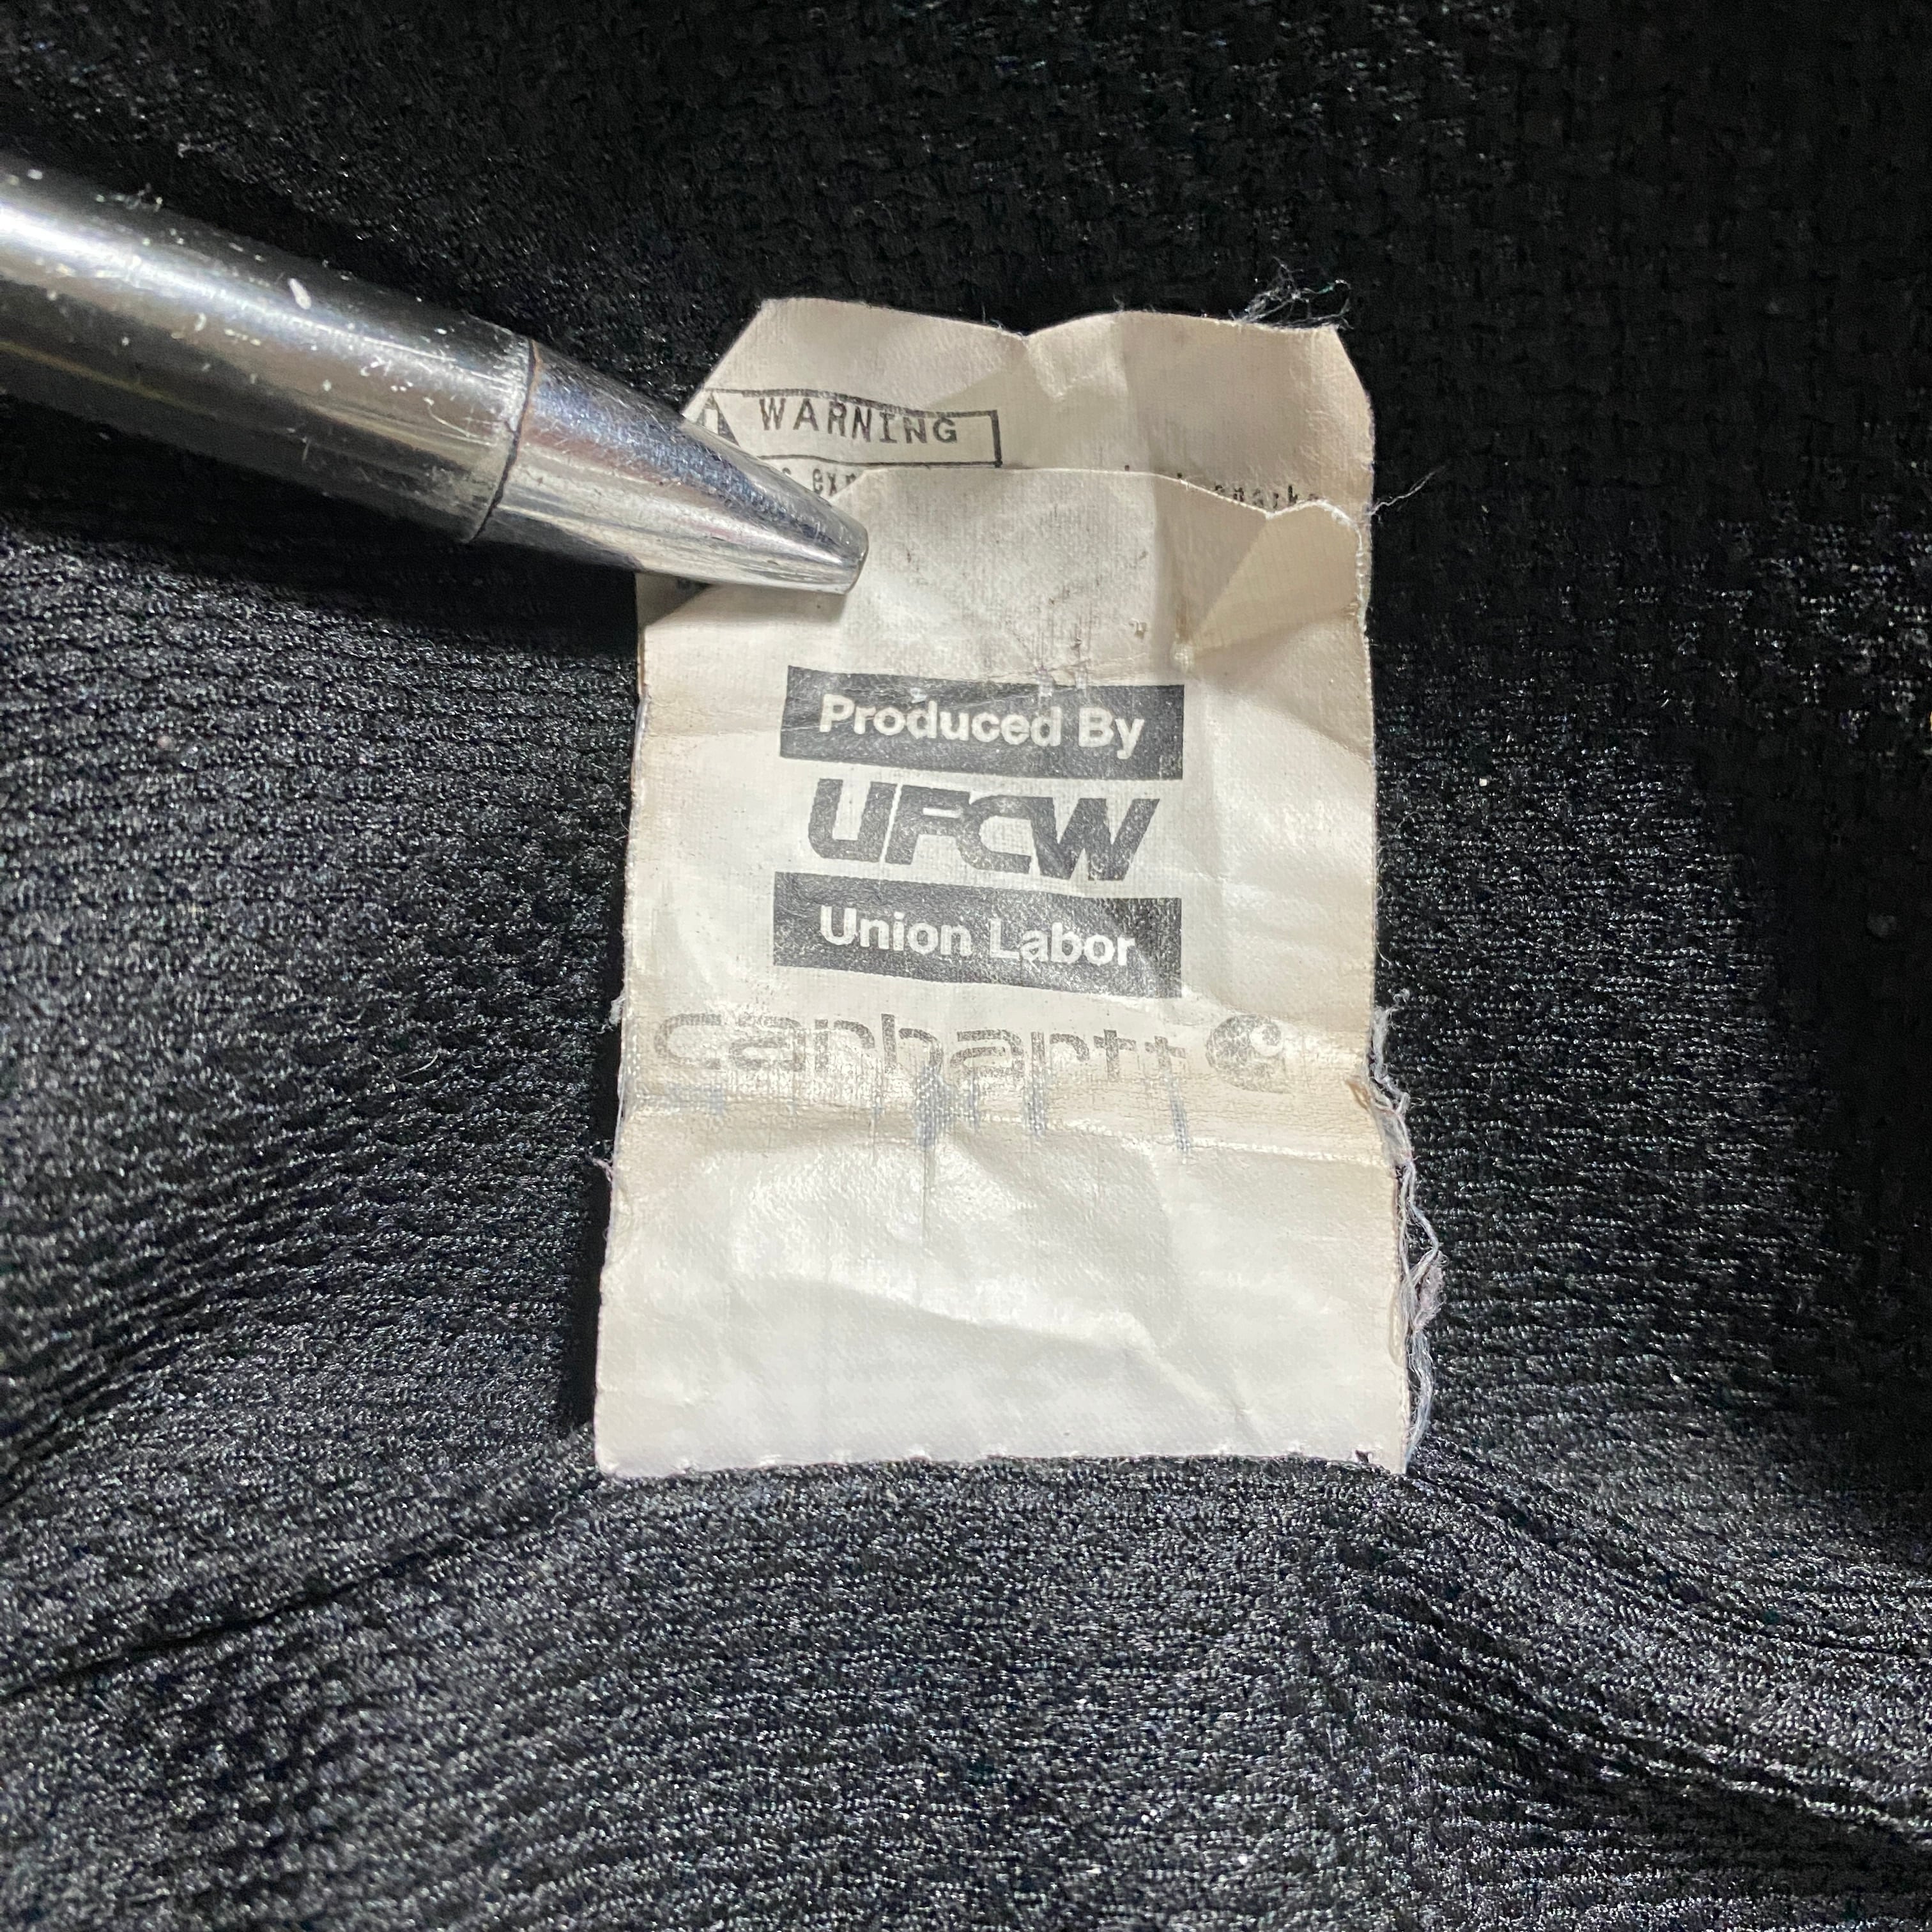 WARNING
Produced By
UFCW
Union Labor
carhartt